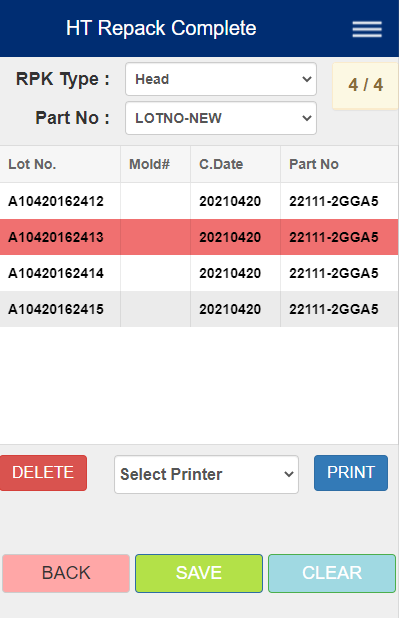 HT Repack Complete
RPK Type : Head 4 / 4
Part No : LOTNO-NEW
Lot No. Mold# C.Date Part No
A10420162412 20210420 22111-2GGA5
A10420162413 20210420 22111-2GGA5
A10420162414 20210420 22111-2GGA5
A10420162415 20210420 22111-2GGA5
DELETE Select Printer PRINT
BACK SAVE CLEAR